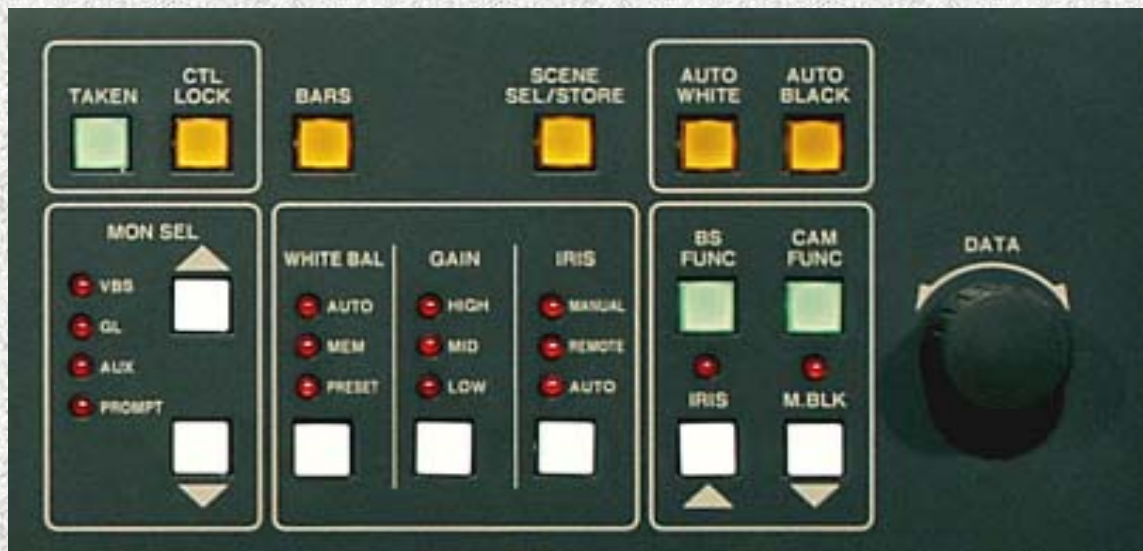 TAKEN
CTL
LOCK
BARS
SCENE
SEL/STORE
AUTO
WHITE
AUTO
BLACK
MON SEL
VBS
GL
AUX
PROMPT
WHITE BAL
AUTO
MEM
PRESET
GAIN
HIGH
MID
LOW
IRIS
MANUAL
REMOTE
AUTO
BS
FUNC
CAM
FUNC
IRIS
M.BLK
DATA